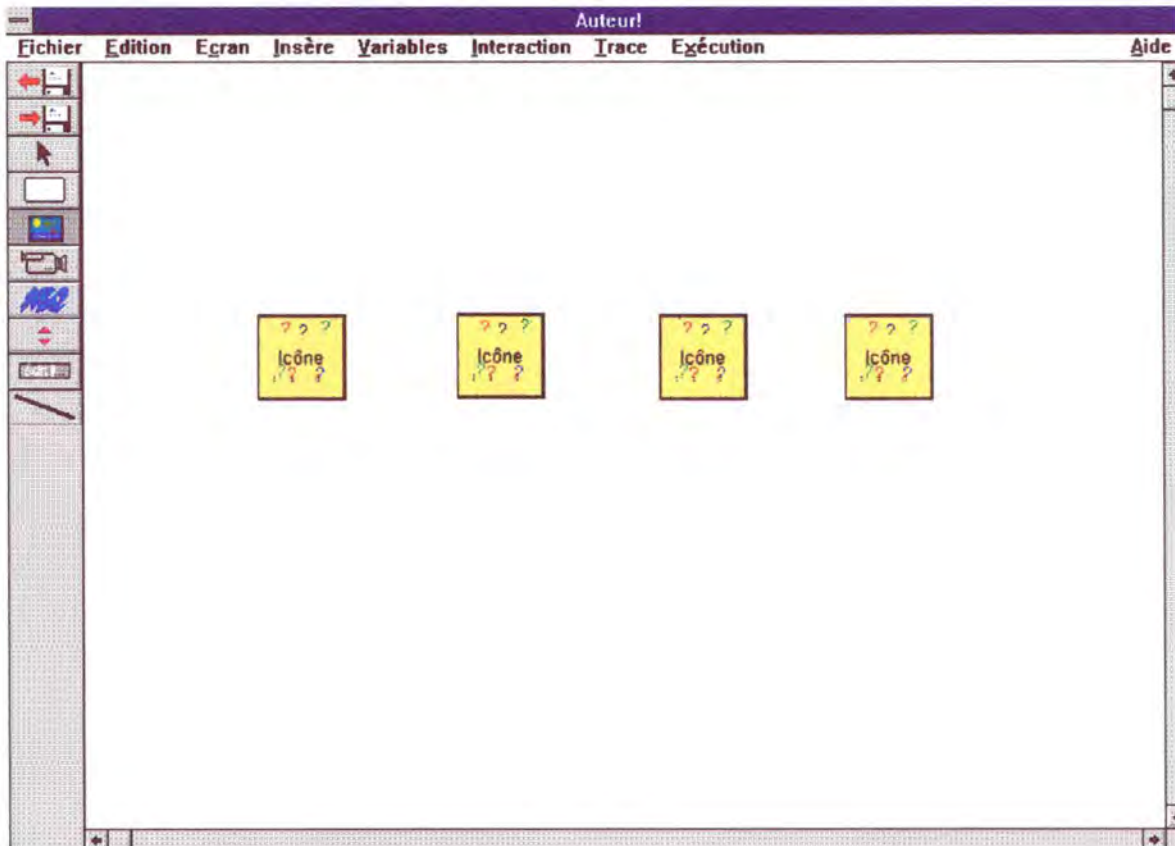 Auteur!
Fichier Edition Ecran Insère Variables Interaction Trace Exécution Aide
? ? ? ? ? ? ? ? ? ? ? ?
Icône Icône Icône Icône
? ? ? ? ? ? ? ? ? ? ? ?